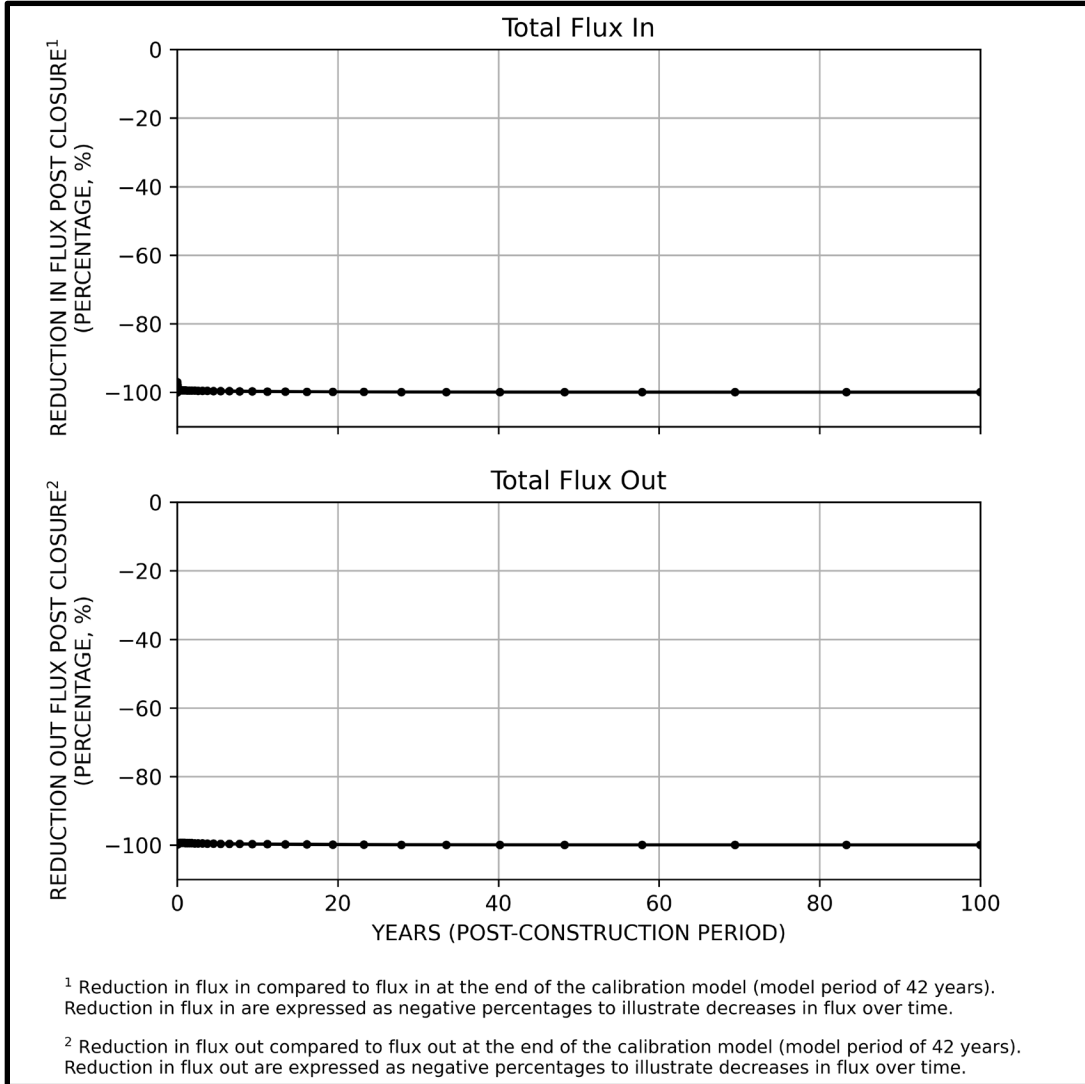 Total Flux In
REDUCTION IN FLUX POST CLOSURE¹
(PERCENTAGE, %)
0
−20
−40
−60
−80
−100
Total Flux Out
REDUCTION OUT FLUX POST CLOSURE²
(PERCENTAGE, %)
0
−20
−40
−60
−80
−100
0 20 40 60 80 100
YEARS (POST-CONSTRUCTION PERIOD)
¹ Reduction in flux in compared to flux in at the end of the calibration model (model period of 42 years).
Reduction in flux in are expressed as negative percentages to illustrate decreases in flux over time.
² Reduction in flux out compared to flux out at the end of the calibration model (model period of 42 years).
Reduction in flux out are expressed as negative percentages to illustrate decreases in flux over time.